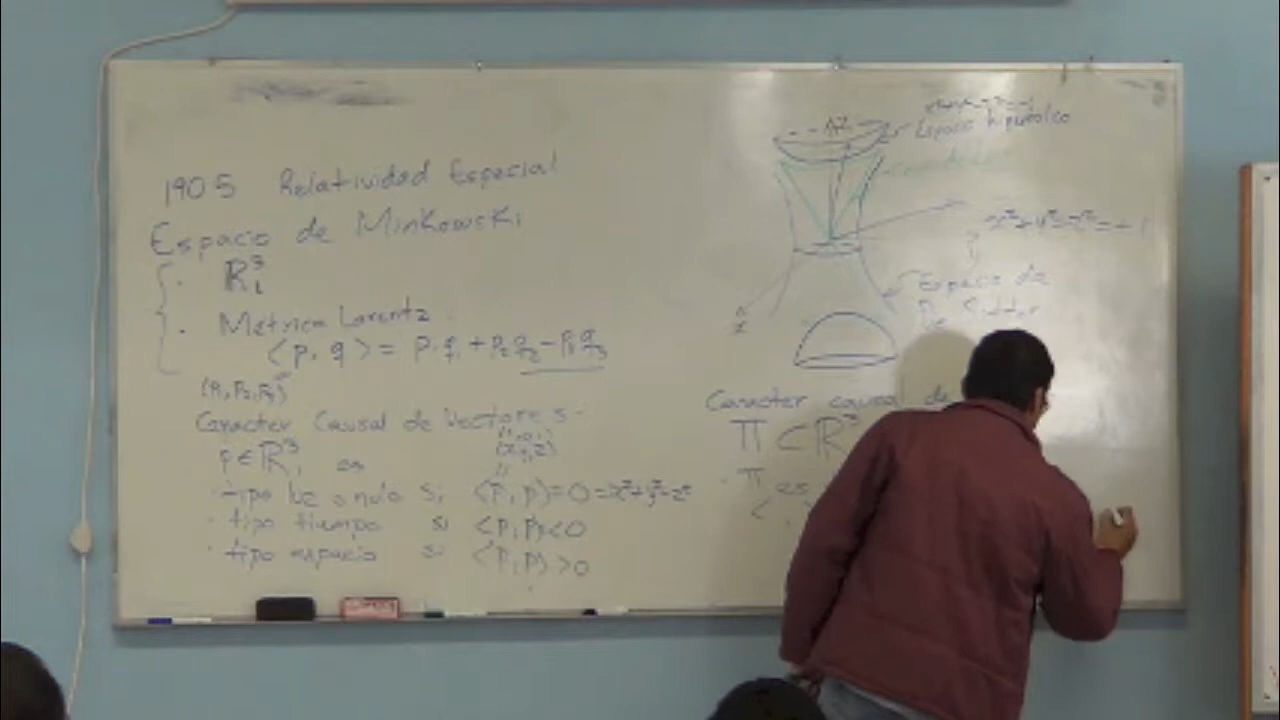 1905 Relatividad Especial
Espacio de Minkowski
· ℝ³₁
· Métrica Lorentz
⟨p, q⟩ = p₁q₁ + p₂q₂ - p₃q₃
(p₁, p₂, p₃)
Caracter Causal de Vectores
p ∈ ℝ³₁ es
(x, y, z)
· tipo luz o nulo si ⟨p, p⟩ = 0 = x²+y²-z²
· tipo tiempo si ⟨p, p⟩ < 0
· tipo espacio si ⟨p, p⟩ > 0
Espacio hiperbólico
x²+y²-z² = +1
Espacio de
De Sitter
x
Caracter causal de
Π ⊂ ℝ³
· Π es